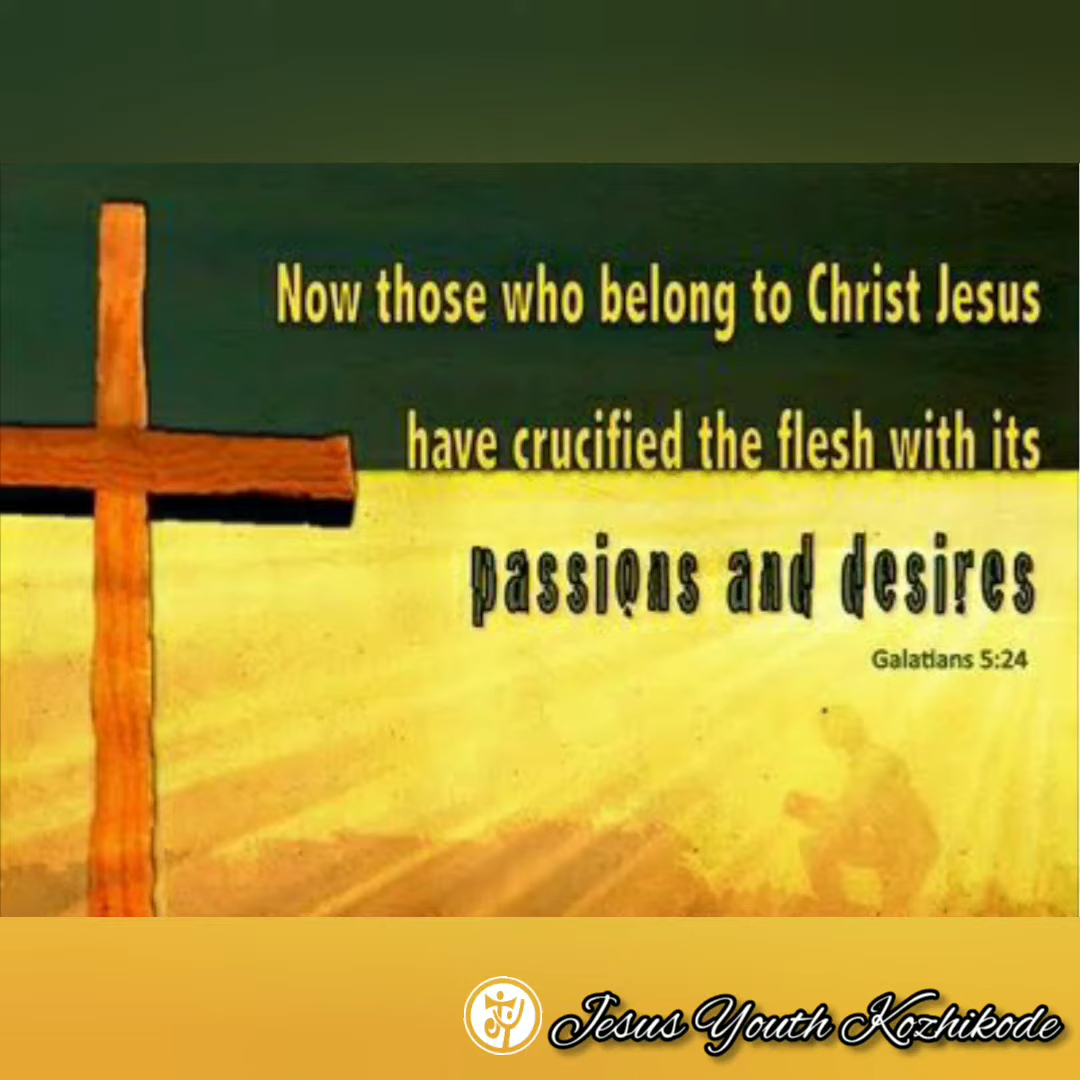 Now those who belong to Christ Jesus
have crucified the flesh with its
passions and desires
Galatians 5:24
Jesus Youth Kozhikode